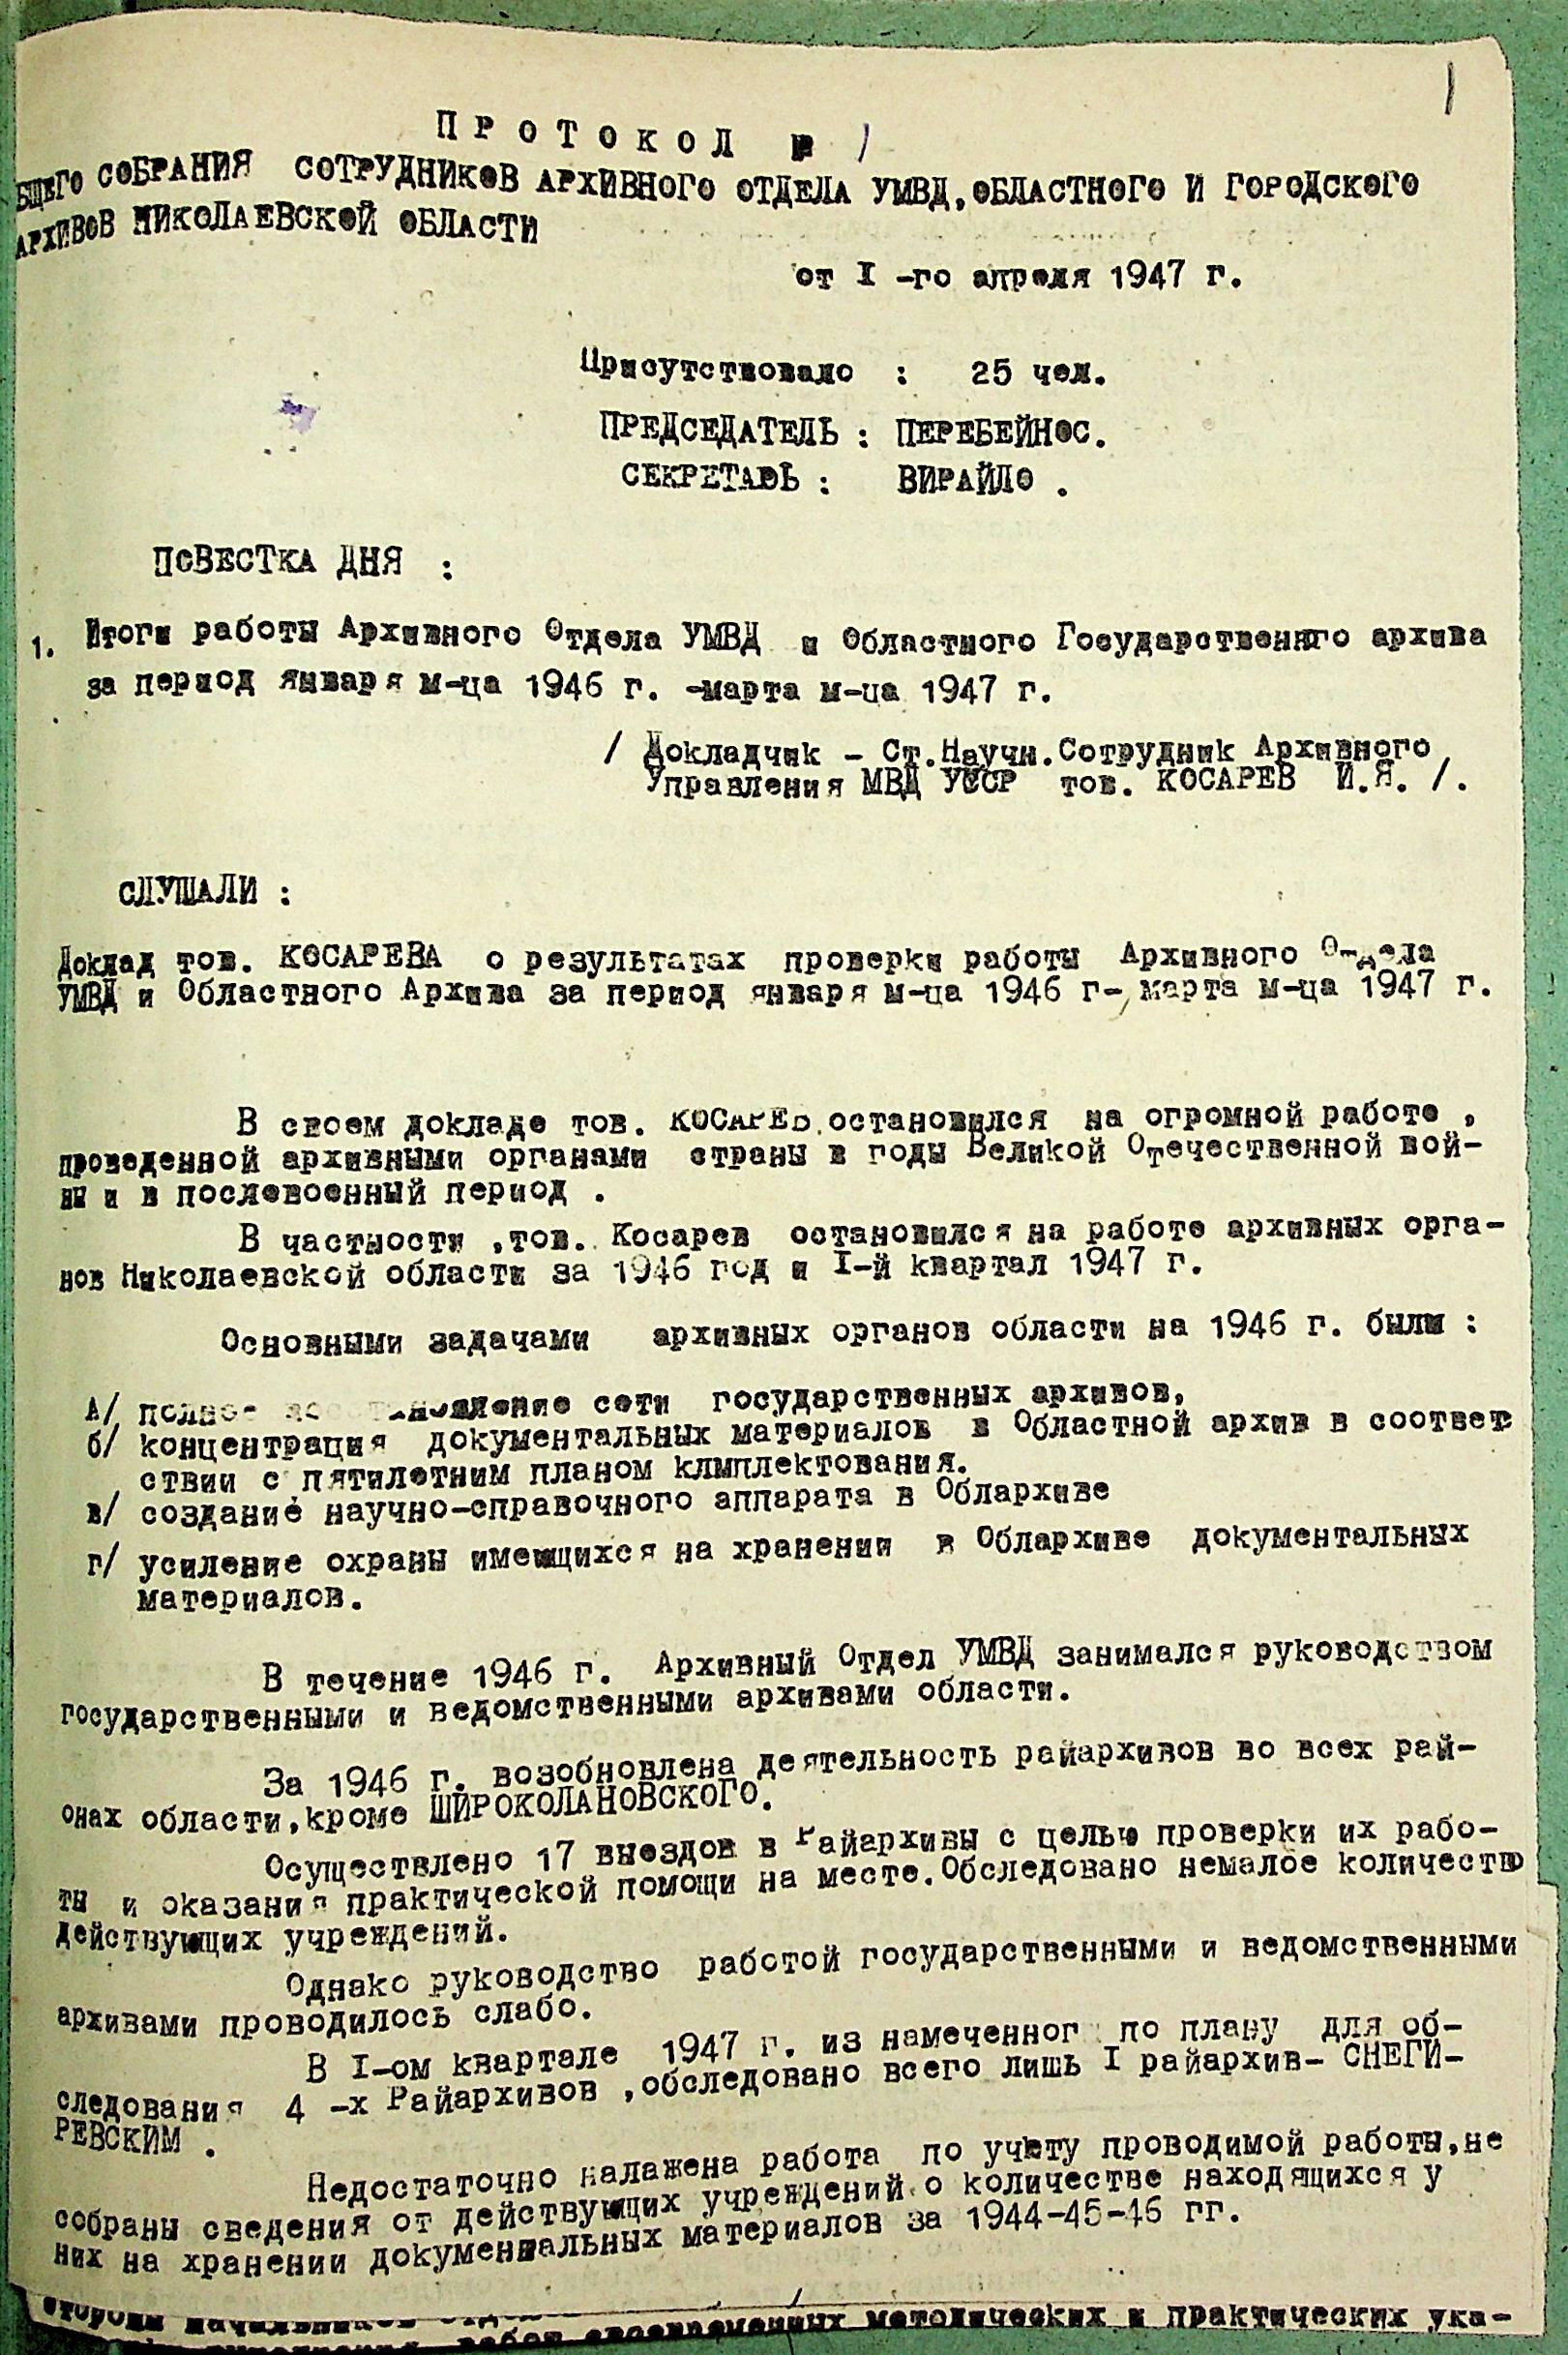 1
П Р О Т О К О Л № 1
БЩЕГО СОБРАНИЯ СОТРУДНИКОВ АРХИВНОГО ОТДЕЛА УМВД, ОБЛАСТНОГО И ГОРОДСКОГО
АРХИВОВ НИКОЛАЕВСКОЙ ОБЛАСТИ
от I -го апреля 1947 г.
Присутствовало : 25 чел.
ПРЕДСЕДАТЕЛЬ : ПЕРЕБЕЙНОС.
СЕКРЕТАРЬ : ВИРАЙЛО .
ПОВЕСТКА ДНЯ :
1. Итоги работы Архивного Отдела УМВД и Областного Государственнго архива
за период января м-ца 1946 г. -марта м-ца 1947 г.
/ Докладчик - Ст.Научн.Сотрудник Архивного
Управления МВД УССР тов. КОСАРЕВ И.Я. /.
СЛУШАЛИ :
Доклад тов. КОСАРЕВА о результатах проверки работы Архивного Отдела
УМВД и Областного Архива за период января м-ца 1946 г-, марта м-ца 1947 г.
В своем докладе тов. КОСАРЕВ остановился на огромной работе ,
проведенной архивными органами страны в годы Великой Отечественной вой-
ны и в послевоенный период .
В частности ,тов. Косарев остановился на работе архивных орга-
нов Николаевской области за 1946 год и I-й квартал 1947 г.
Основными задачами архивных органов области на 1946 г. были :
А/ полное восстановление сети государственных архивов,
б/ концентрация документальных материалов в Областной архив в соответ
ствии с пятилетним планом клмплектования.
в/ создание научно-справочного аппарата в Облархиве
г/ усиление охраны имеющихся на хранении в Облархиве документальных
материалов.
В течение 1946 г. Архивный Отдел УМВД занимался руководством
государственными и ведомственными архивами области.
За 1946 г. возобновлена деятельность райархивов во всех рай-
онах области,кроме ШИРОКОЛАНОВСКОГО.
Осуществлено 17 выездов в Райархивы с целью проверки их рабо-
ты и оказания практической помощи на месте.Обследовано немалое количество
действующих учреждений.
Однако руководство работой государственными и ведомственными
архивами проводилось слабо.
В I-ом квартале 1947 г. из намеченног по плану для об-
следования 4 -х Райархивов ,обследовано всего лишь I райархив- СНЕГИ-
РЕВСКИМ .
Недостаточно налажена работа по учету проводимой работы,не
собраны сведения от действующих учреждений о количестве находящихся у
них на хранении документальных материалов за 1944-45-46 гг.
стороны начальников методических и практических ука-